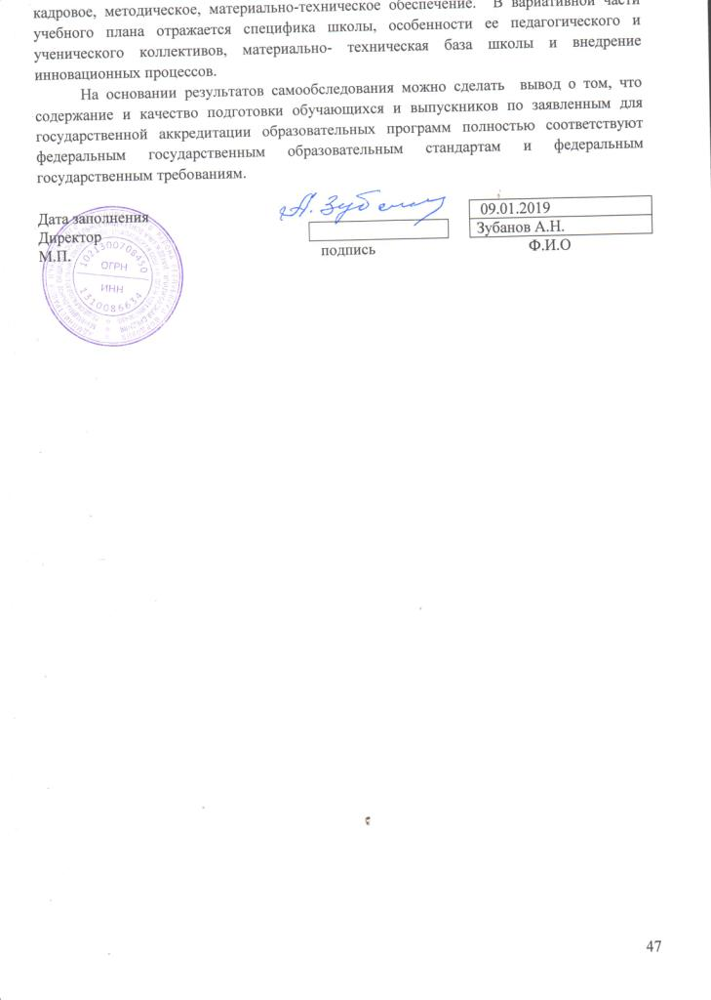 кадровое, методическое, материально-техническое обеспечение. В вариативной части
учебного плана отражается специфика школы, особенности ее педагогического и
ученического коллективов, материально- техническая база школы и внедрение
инновационных процессов.
На основании результатов самообследования можно сделать вывод о том, что
содержание и качество подготовки обучающихся и выпускников по заявленным для
государственной аккредитации образовательных программ полностью соответствуют
федеральным государственным образовательным стандартам и федеральным
государственным требованиям.
Дата заполнения
09.01.2019
Директор
А. Зубанов
Зубанов А.Н.
М.П.
подпись
Ф.И.О
1021300708450
ОГРН
ИНН
1310086634
47